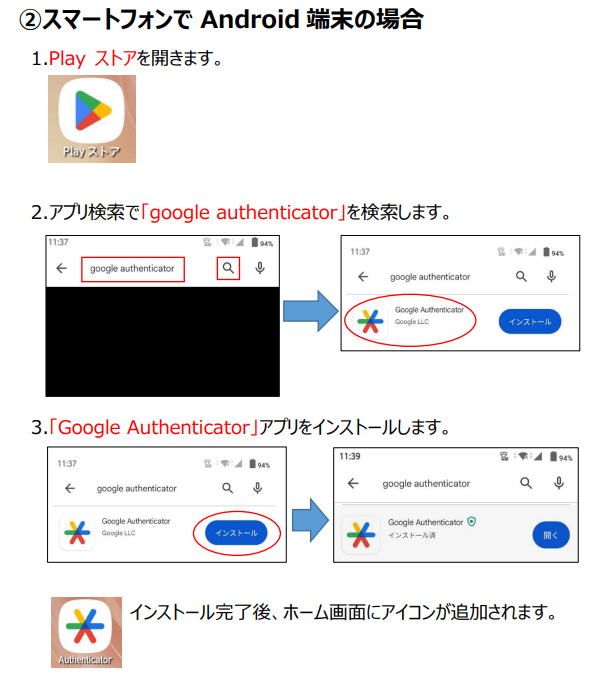 ②スマートフォンで Android 端末の場合
1.Play ストアを開きます。
Play ストア
2.アプリ検索で「google authenticator」を検索します。
11:37 94%
google authenticator
11:37 94%
google authenticator
Google Authenticator
Google LLC
インストール
3.「Google Authenticator」アプリをインストールします。
11:37 94%
google authenticator
Google Authenticator
Google LLC
インストール
11:39 94%
google authenticator
Google Authenticator
インストール済
開く
インストール完了後、ホーム画面にアイコンが追加されます。
Authenticator